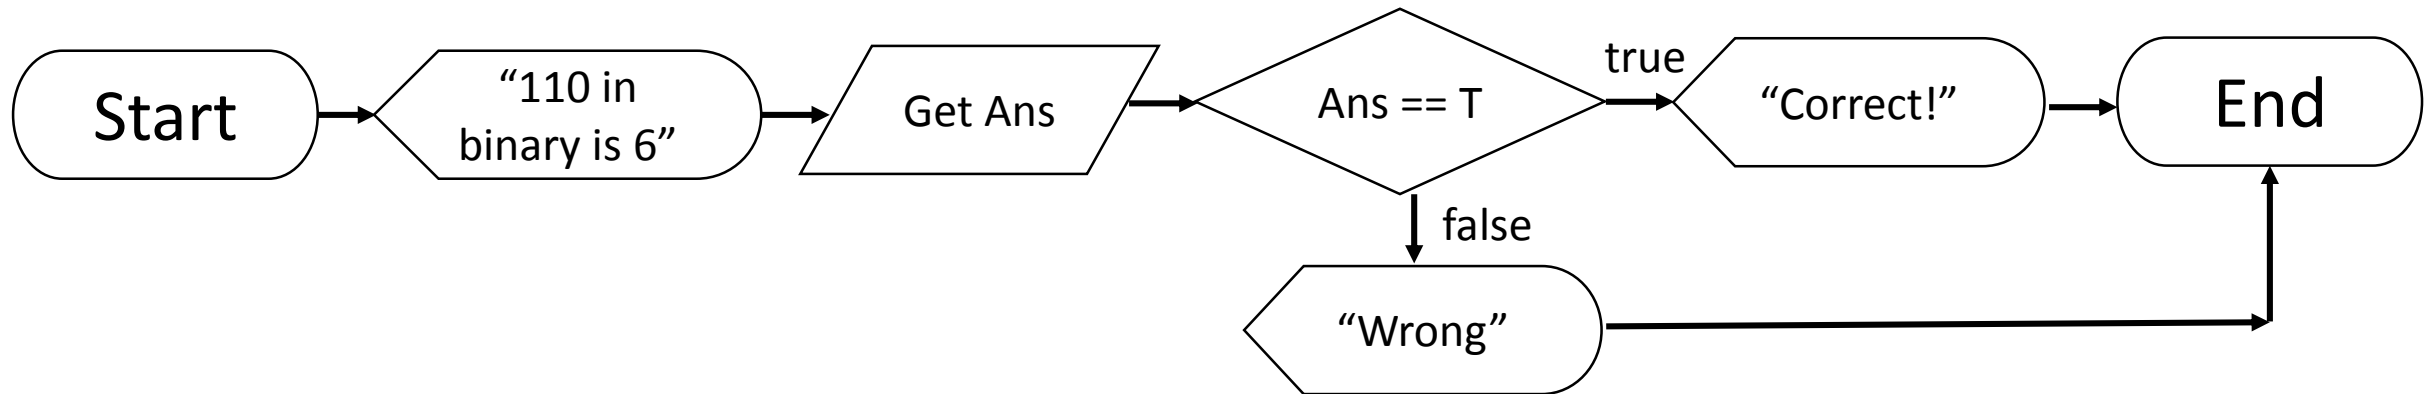 Start
“110 in
binary is 6”
Get Ans
Ans == T
true
“Correct!”
End
false
“Wrong”